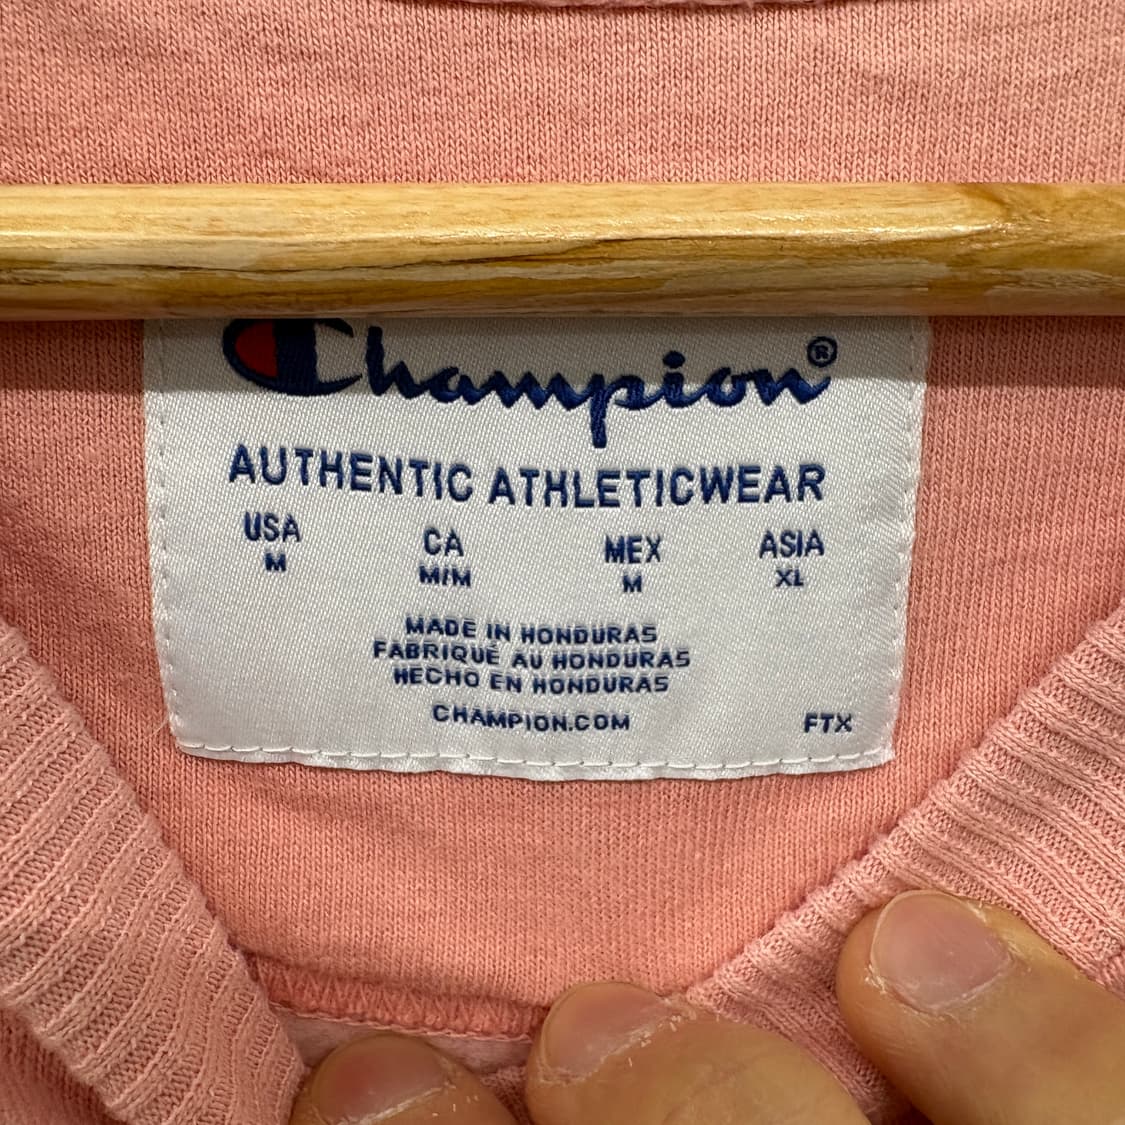 Champion®
AUTHENTIC ATHLETICWEAR
USA CA MEX ASIA
M M/M M XL
MADE IN HONDURAS
FABRIQUÉ AU HONDURAS
HECHO EN HONDURAS
CHAMPION.COM FTX